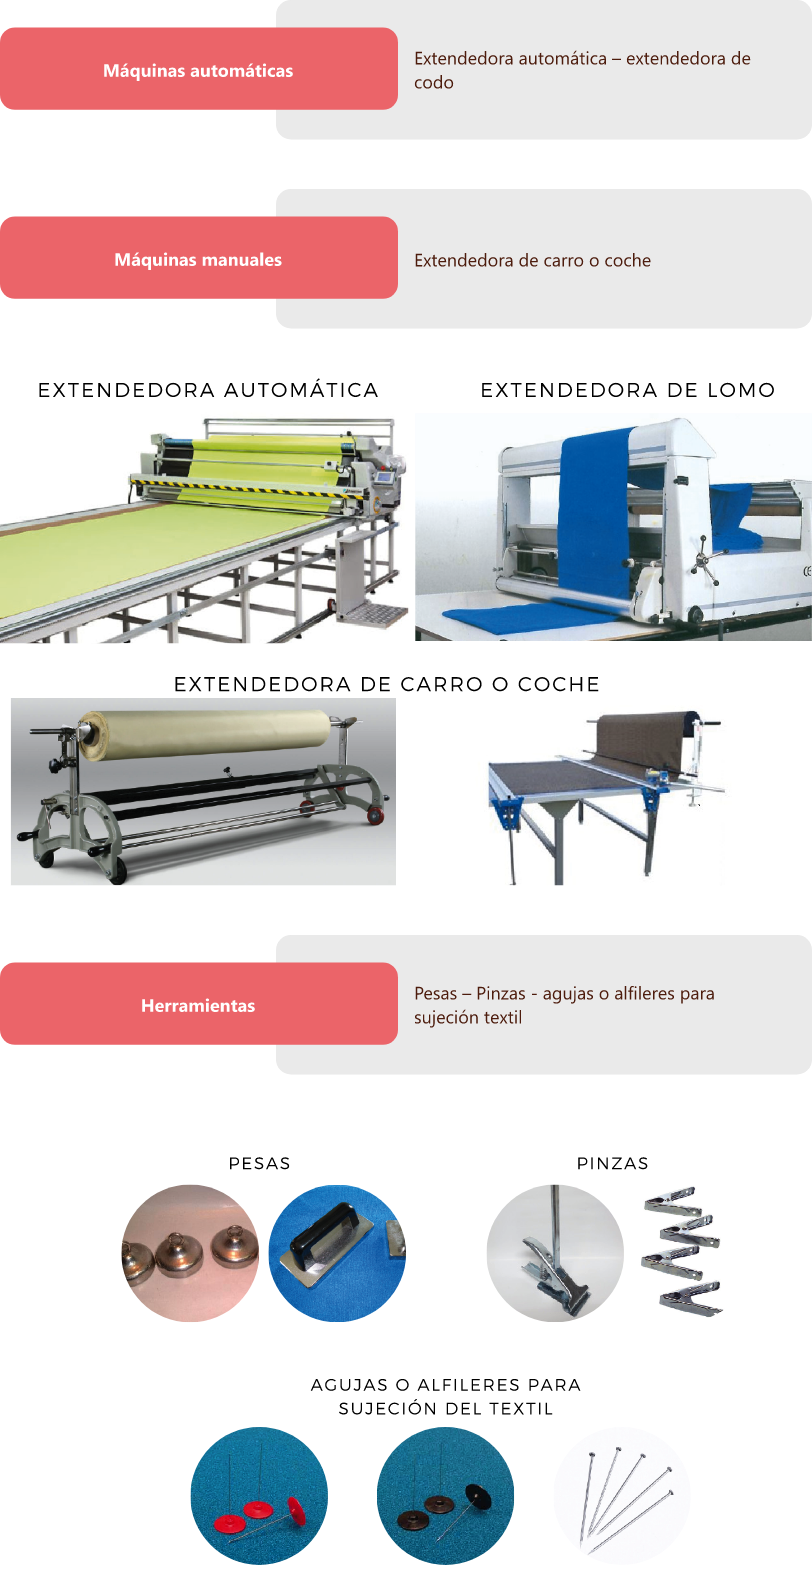 Máquinas automáticas
Extendedora automática – extendedora de
codo
Máquinas manuales
Extendedora de carro o coche
EXTENDEDORA AUTOMÁTICA
EXTENDEDORA DE LOMO
EXTENDEDORA DE CARRO O COCHE
Herramientas
Pesas – Pinzas - agujas o alfileres para
sujeción textil
PESAS
PINZAS
AGUJAS O ALFILERES PARA
SUJECIÓN DEL TEXTIL